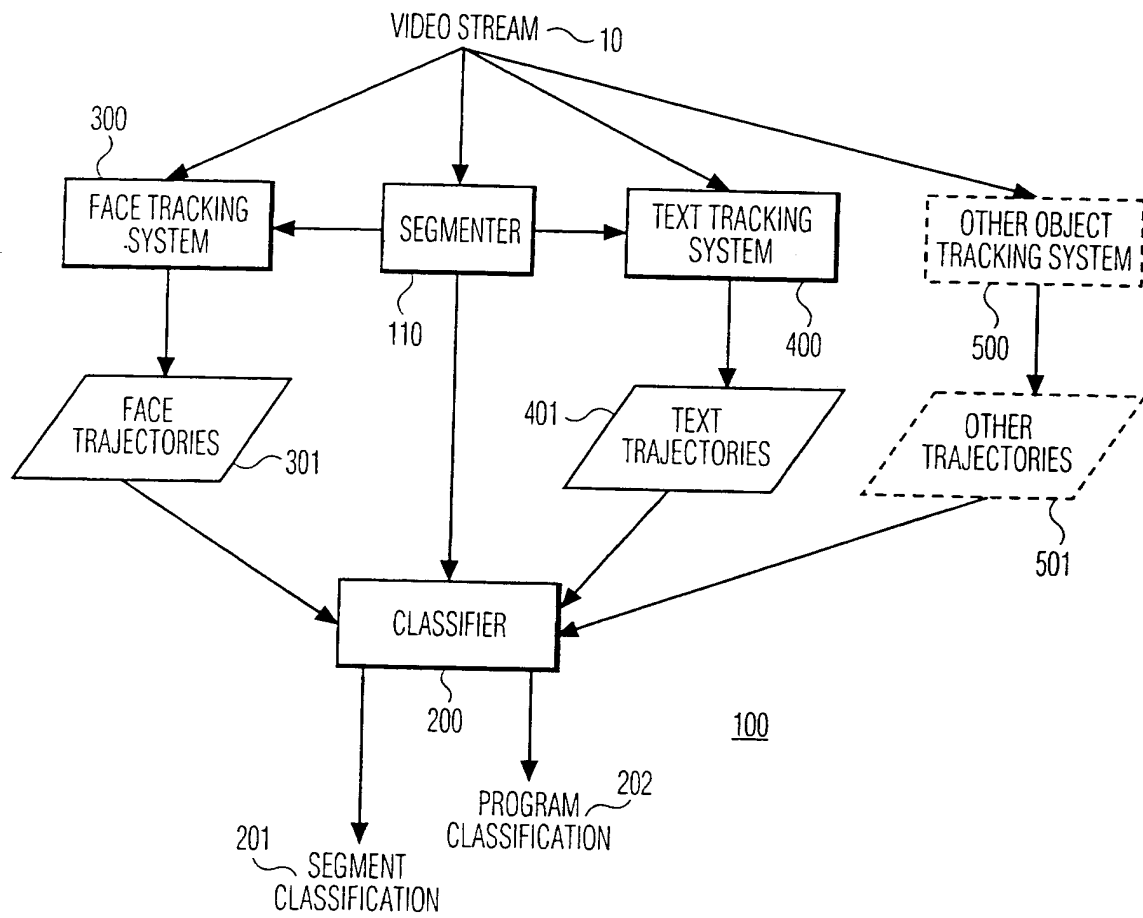 VIDEO STREAM 10
300
FACE TRACKING
SYSTEM
SEGMENTER
110
TEXT TRACKING
SYSTEM
400
OTHER OBJECT
TRACKING SYSTEM
500
FACE
TRAJECTORIES
301
401
TEXT
TRAJECTORIES
OTHER
TRAJECTORIES
501
CLASSIFIER
200
100
PROGRAM
CLASSIFICATION
202
201
SEGMENT
CLASSIFICATION